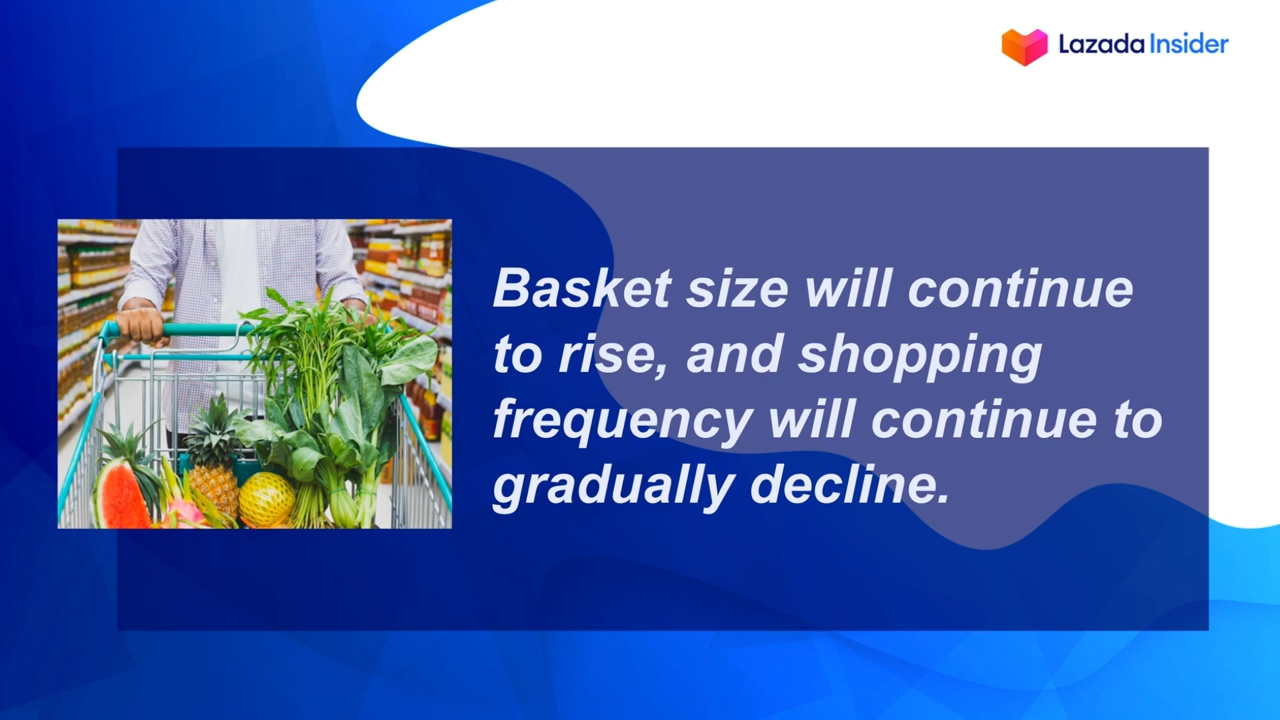 Lazada Insider
Basket size will continue
to rise, and shopping
frequency will continue to
gradually decline.